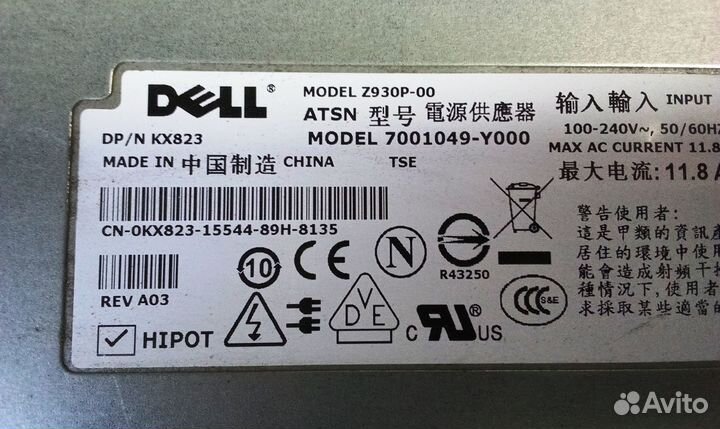 DELL
MODEL Z930P-00
ATSN 型号 電源供應器
DP/N KX823
MODEL 7001049-Y000
MADE IN 中国制造 CHINA
TSE
输入 輸入 INPUT
100-240V~, 50/60HZ
MAX AC CURRENT 11.8
最大电流: 11.8 A
CN-0KX823-15544-89H-8135
10
CE
N
R43250
REV A03
HIPOT
DVE
c RU US
CCC S&E
警告使用者:
這是甲類的資訊產
居住的環境中使用
能會造成射頻干擾
種情況下, 使用者
求採取某些適當的
Avito